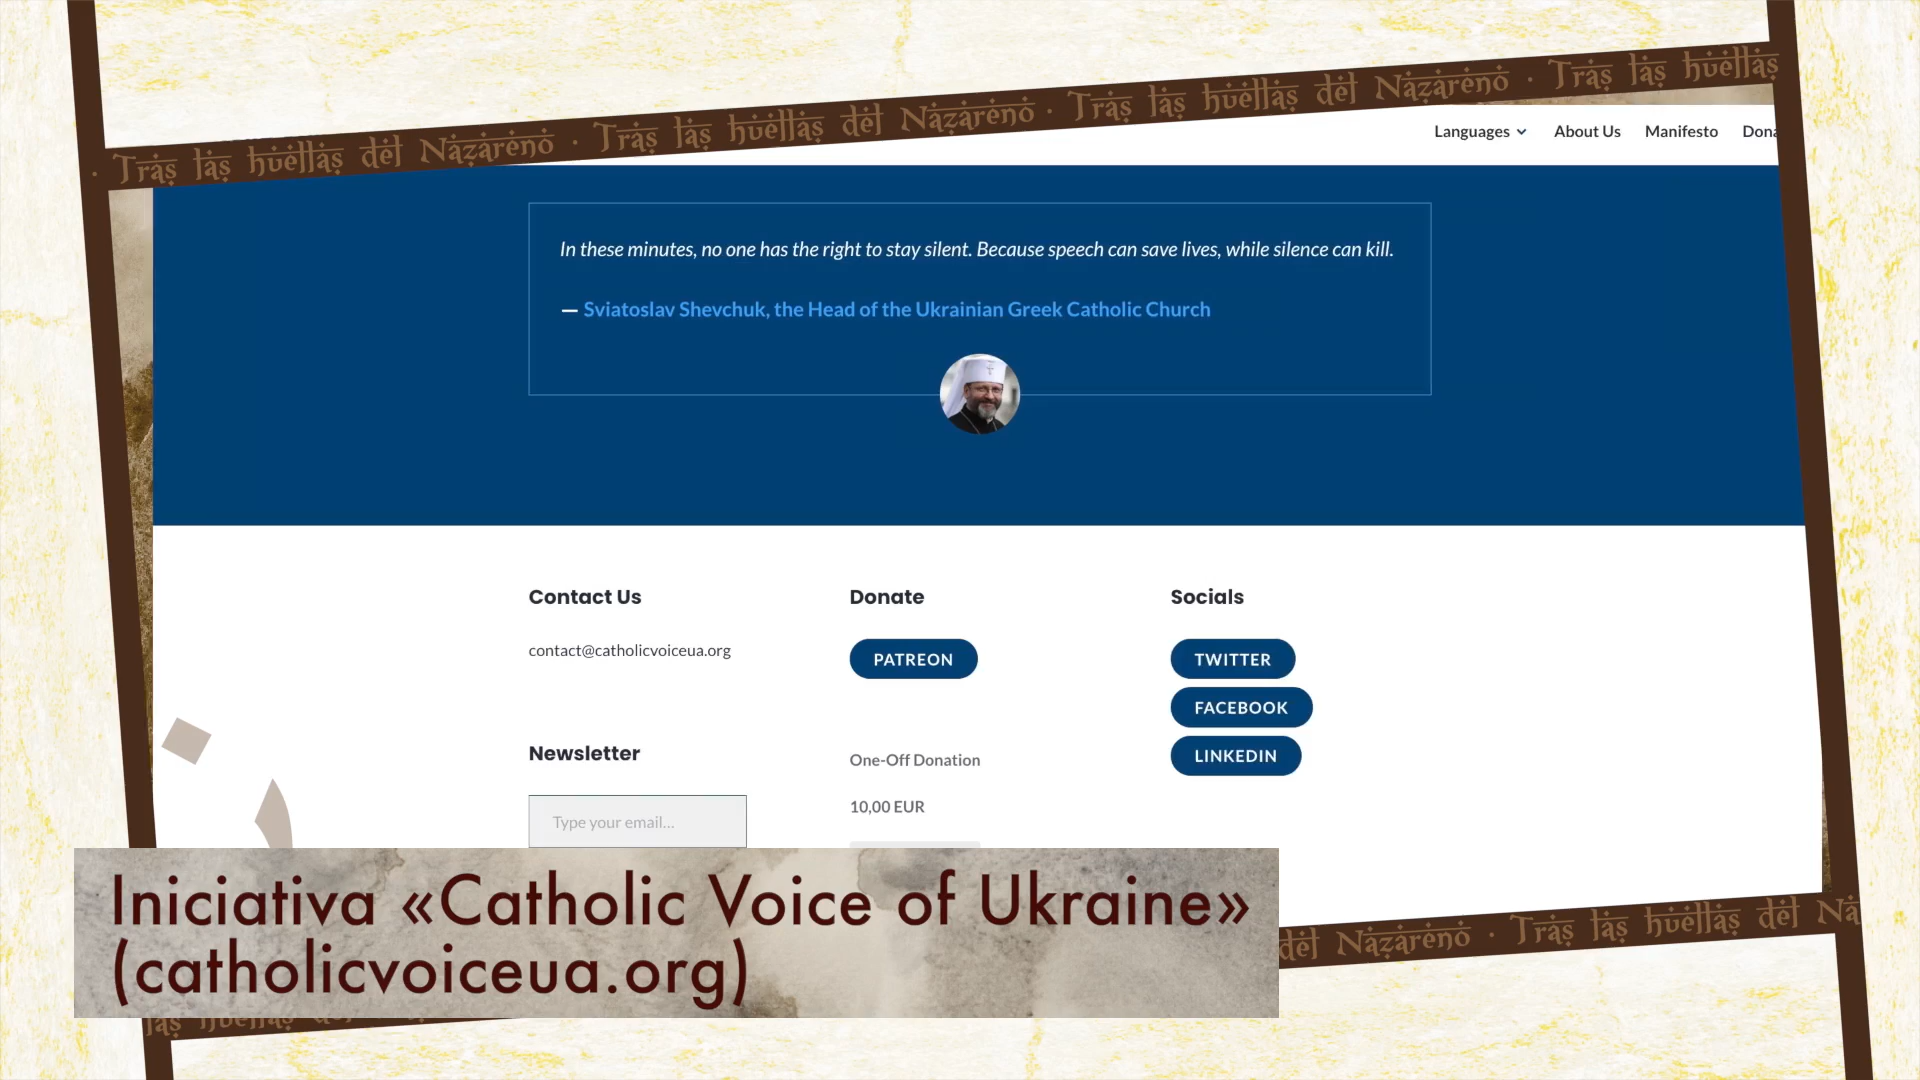 · Tras las huellas del Nazareno · Tras las huellas del Nazareno · Tras las huellas del Nazareno · Tras las huellas
Languages About Us Manifesto
In these minutes, no one has the right to stay silent. Because speech can save lives, while silence can kill.
— Sviatoslav Shevchuk, the Head of the Ukrainian Greek Catholic Church
Contact Us
contact@catholicvoiceua.org
Newsletter
Type your email...
Donate
PATREON
One-Off Donation
10,00 EUR
Socials
TWITTER
FACEBOOK
LINKEDIN
Iniciativa «Catholic Voice of Ukraine»
(catholicvoiceua.org)
del Nazareno · Tras las huellas del
las huellas